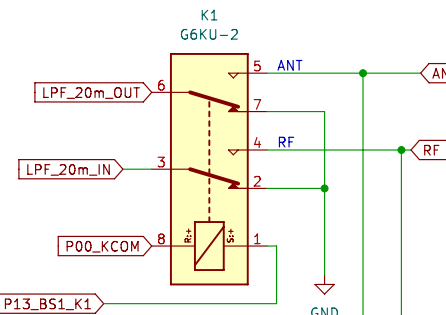 K1
G6KU-2
5
ANT
AN
LPF_20m_OUT
6
7
4
RF
RF
LPF_20m_IN
3
2
R:+
S:+
P00_KCOM
8
1
P13_BS1_K1
GND